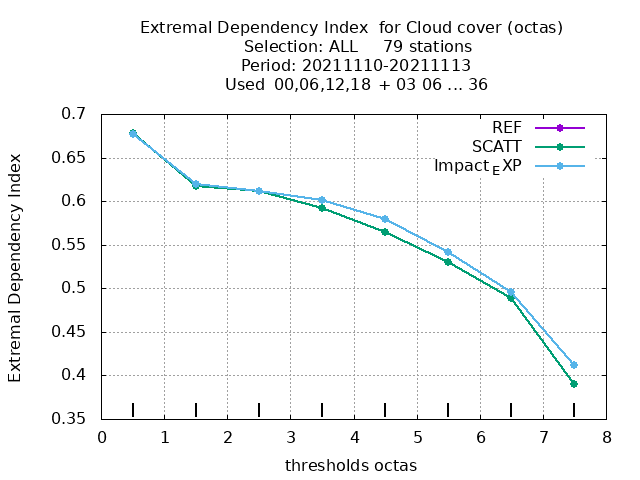 Extremal Dependency Index  for Cloud cover (octas)
Selection: ALL     79 stations
Period: 20211110-20211113
Used  00,06,12,18  + 03 06 ... 36
Extremal Dependency Index
0.7
0.65
0.6
0.55
0.5
0.45
0.4
0.35
REF
SCATT
Impact_EXP
0 1 2 3 4 5 6 7 8
thresholds octas